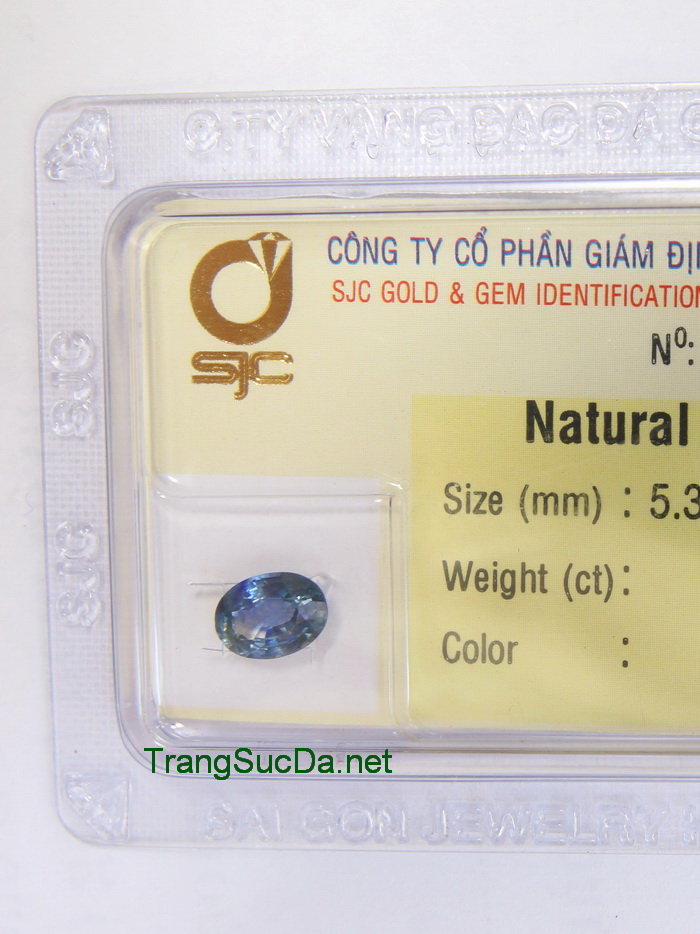 C.TY VÀNG BẠC ĐÁ
CÔNG TY CỔ PHẦN GIÁM
SJC GOLD & GEM IDENTIFICATION
SJC
Nº:
SJC
Natural
Size (mm) : 5.3
Weight (ct) :
SJC
Color :
TrangSucDa.net
SAI GON JEWELRY